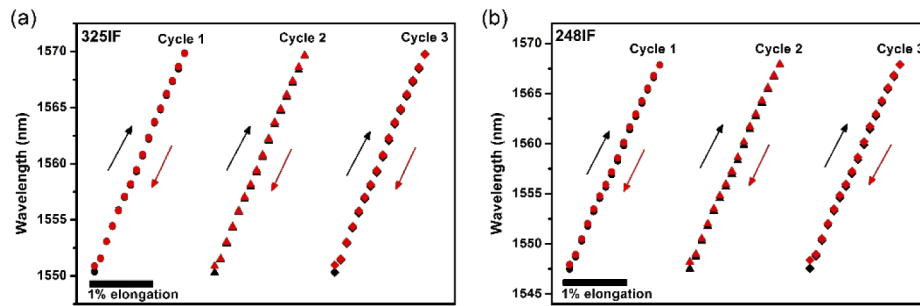 (a)
325IF
Cycle 1
Cycle 2
Cycle 3
1570
1565
1560
1555
1550
Wavelength (nm)
1% elongation
(b)
248IF
Cycle 1
Cycle 2
Cycle 3
1570
1565
1560
1555
1550
1545
Wavelength (nm)
1% elongation